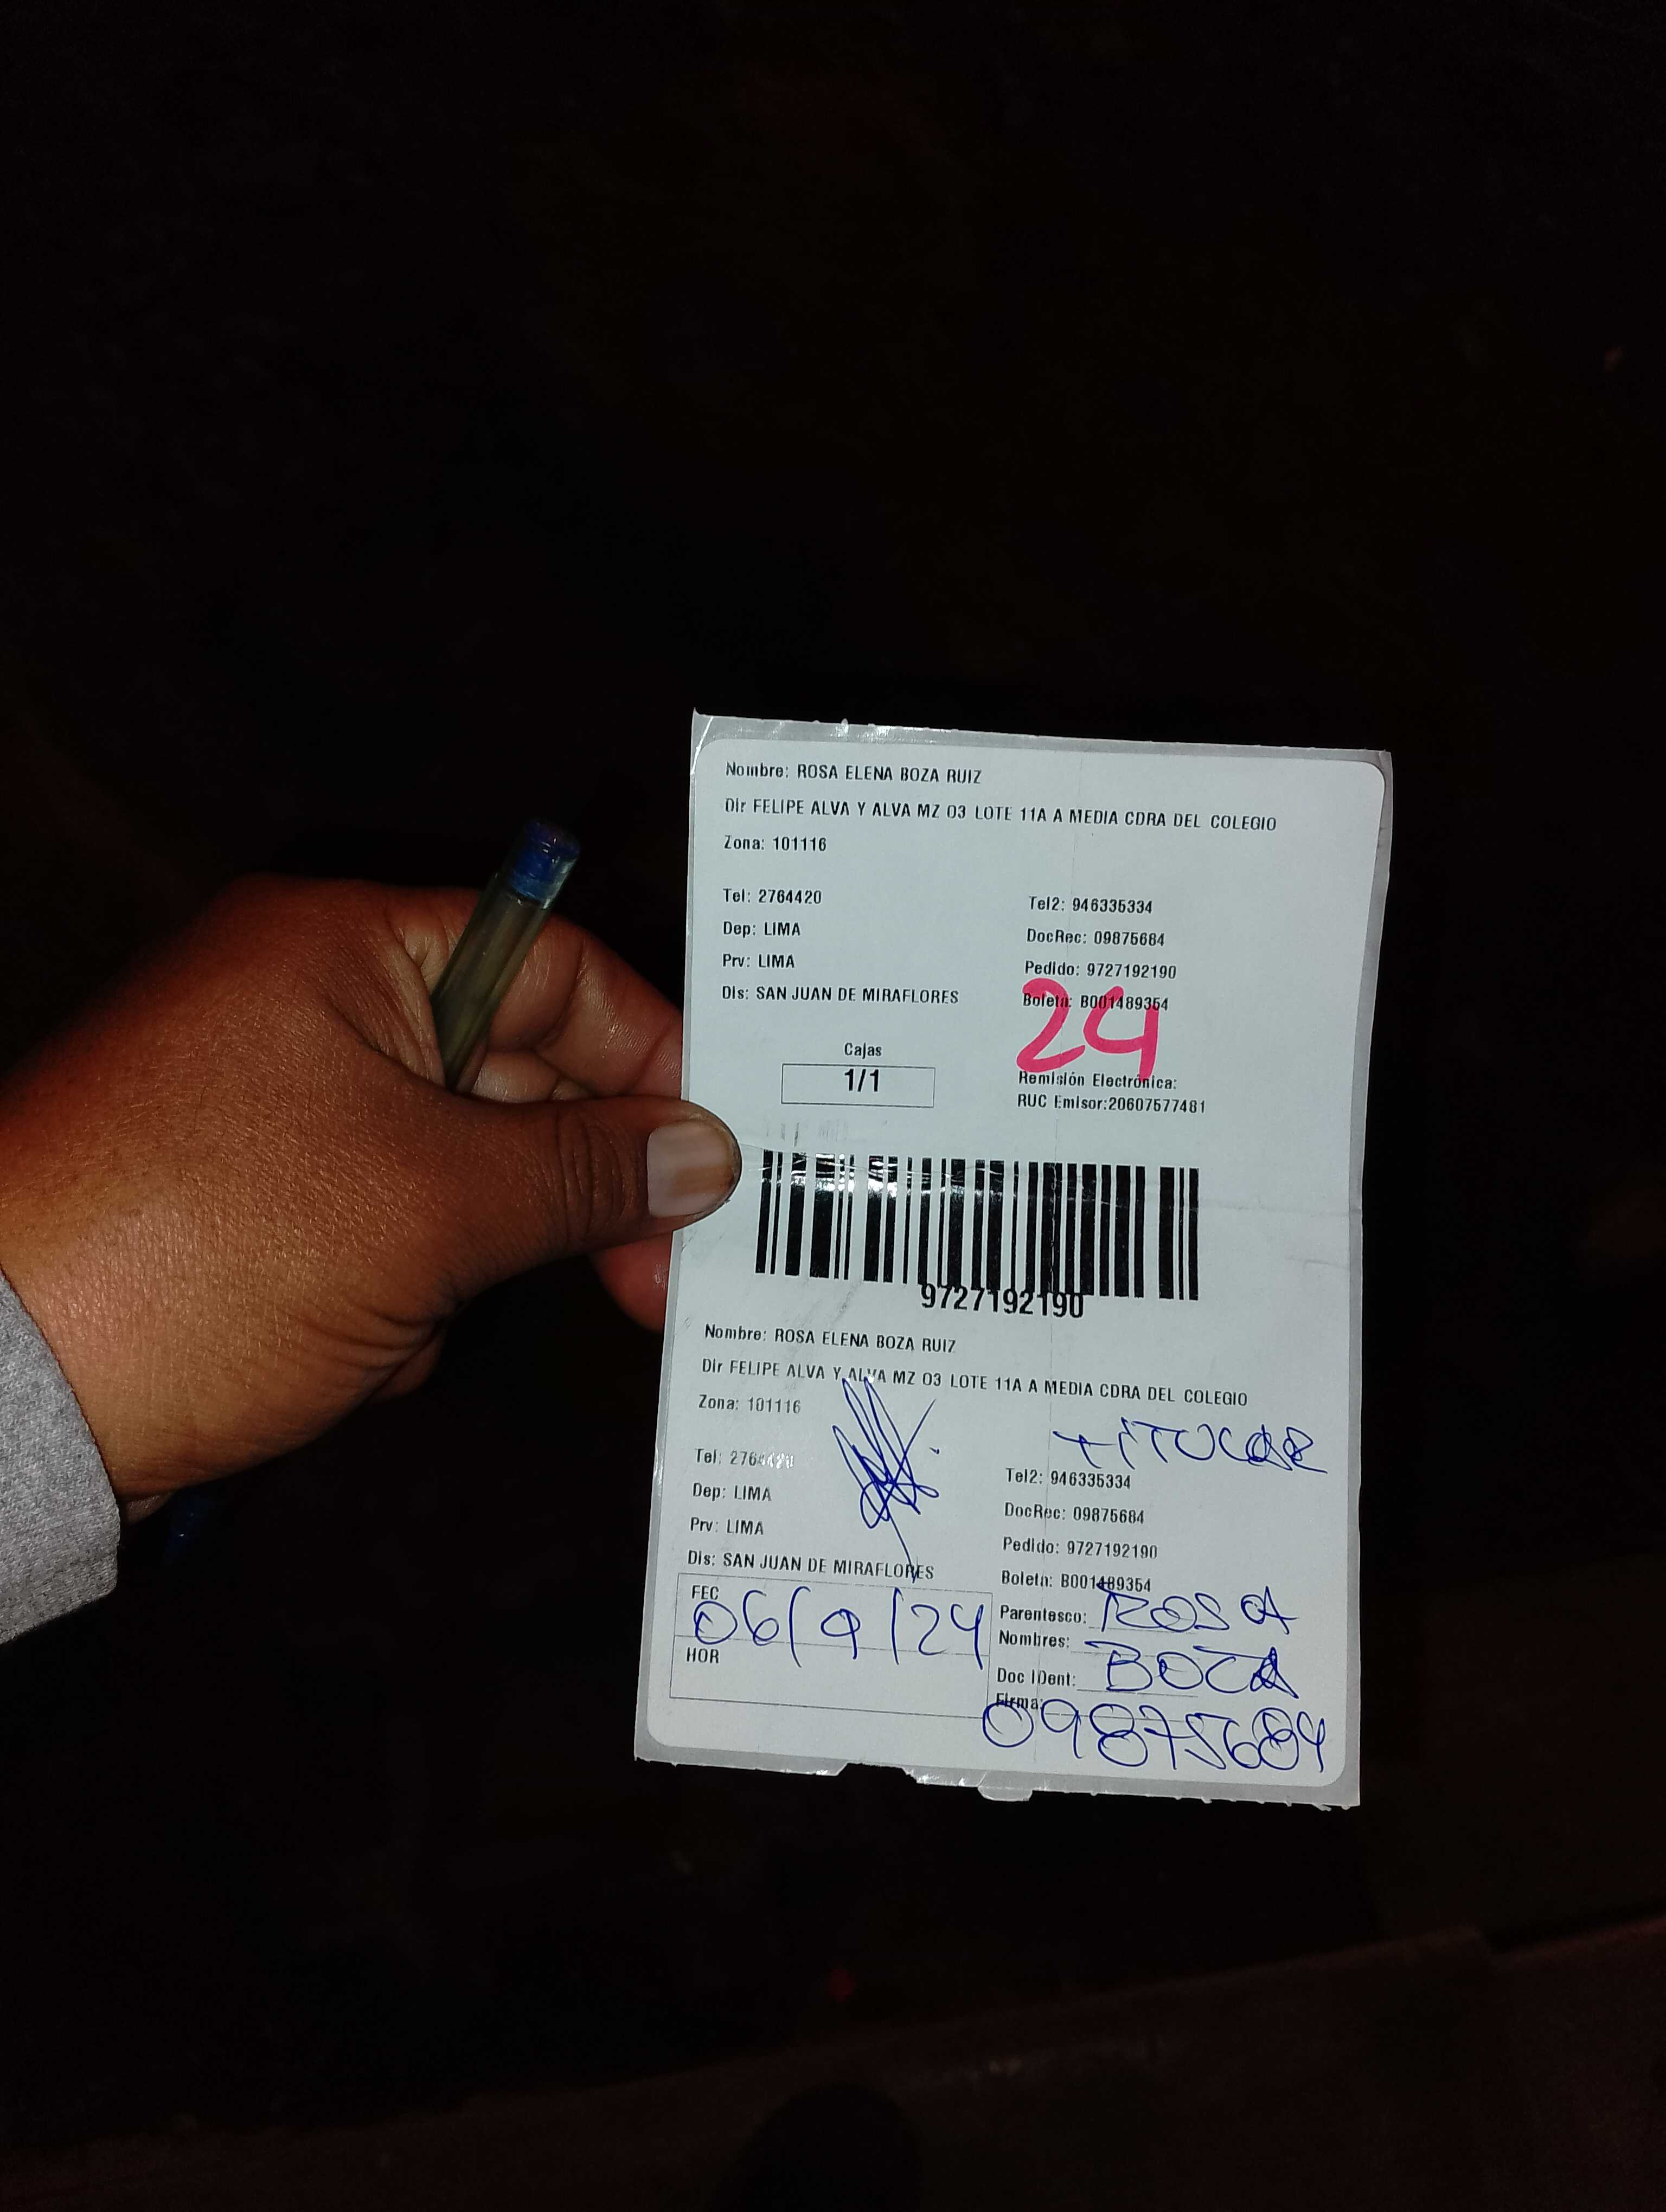 Nombre: ROSA ELENA BOZA RUIZ
Dir FELIPE ALVA Y ALVA MZ O3 LOTE 11A A MEDIA CDRA DEL COLEGIO
Zona: 101116
Tel: 2764420 Tel2: 946335334
Dep: LIMA DocRec: 09875684
Prv: LIMA Pedido: 9727192190
Dis: SAN JUAN DE MIRAFLORES Boleta: B001489354
24
Cajas
1/1
Remisión Electrónica:
RUC Emisor:20607577481
9727192190
Nombre: ROSA ELENA BOZA RUIZ
Dir FELIPE ALVA Y ALVA MZ O3 LOTE 11A A MEDIA CDRA DEL COLEGIO
Zona: 101116
TITULAR
Tel: 2764420 Tel2: 946335334
Dep: LIMA DocRec: 09875684
Prv: LIMA Pedido: 9727192190
Dis: SAN JUAN DE MIRAFLORES Boleta: B001489354
FEC 06/9/24
HOR
Parentesco: ROSA
Nombres:
Doc IDent: BOZA
Firma:
09875684